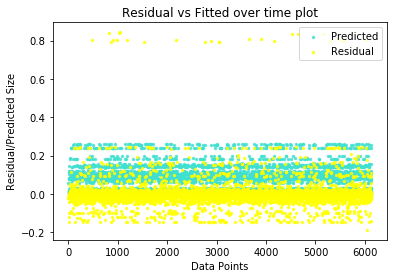 Residual vs Fitted over time plot
Predicted
Residual
Residual/Predicted Size
0.8
0.6
0.4
0.2
0.0
−0.2
0
1000
2000
3000
4000
5000
6000
Data Points